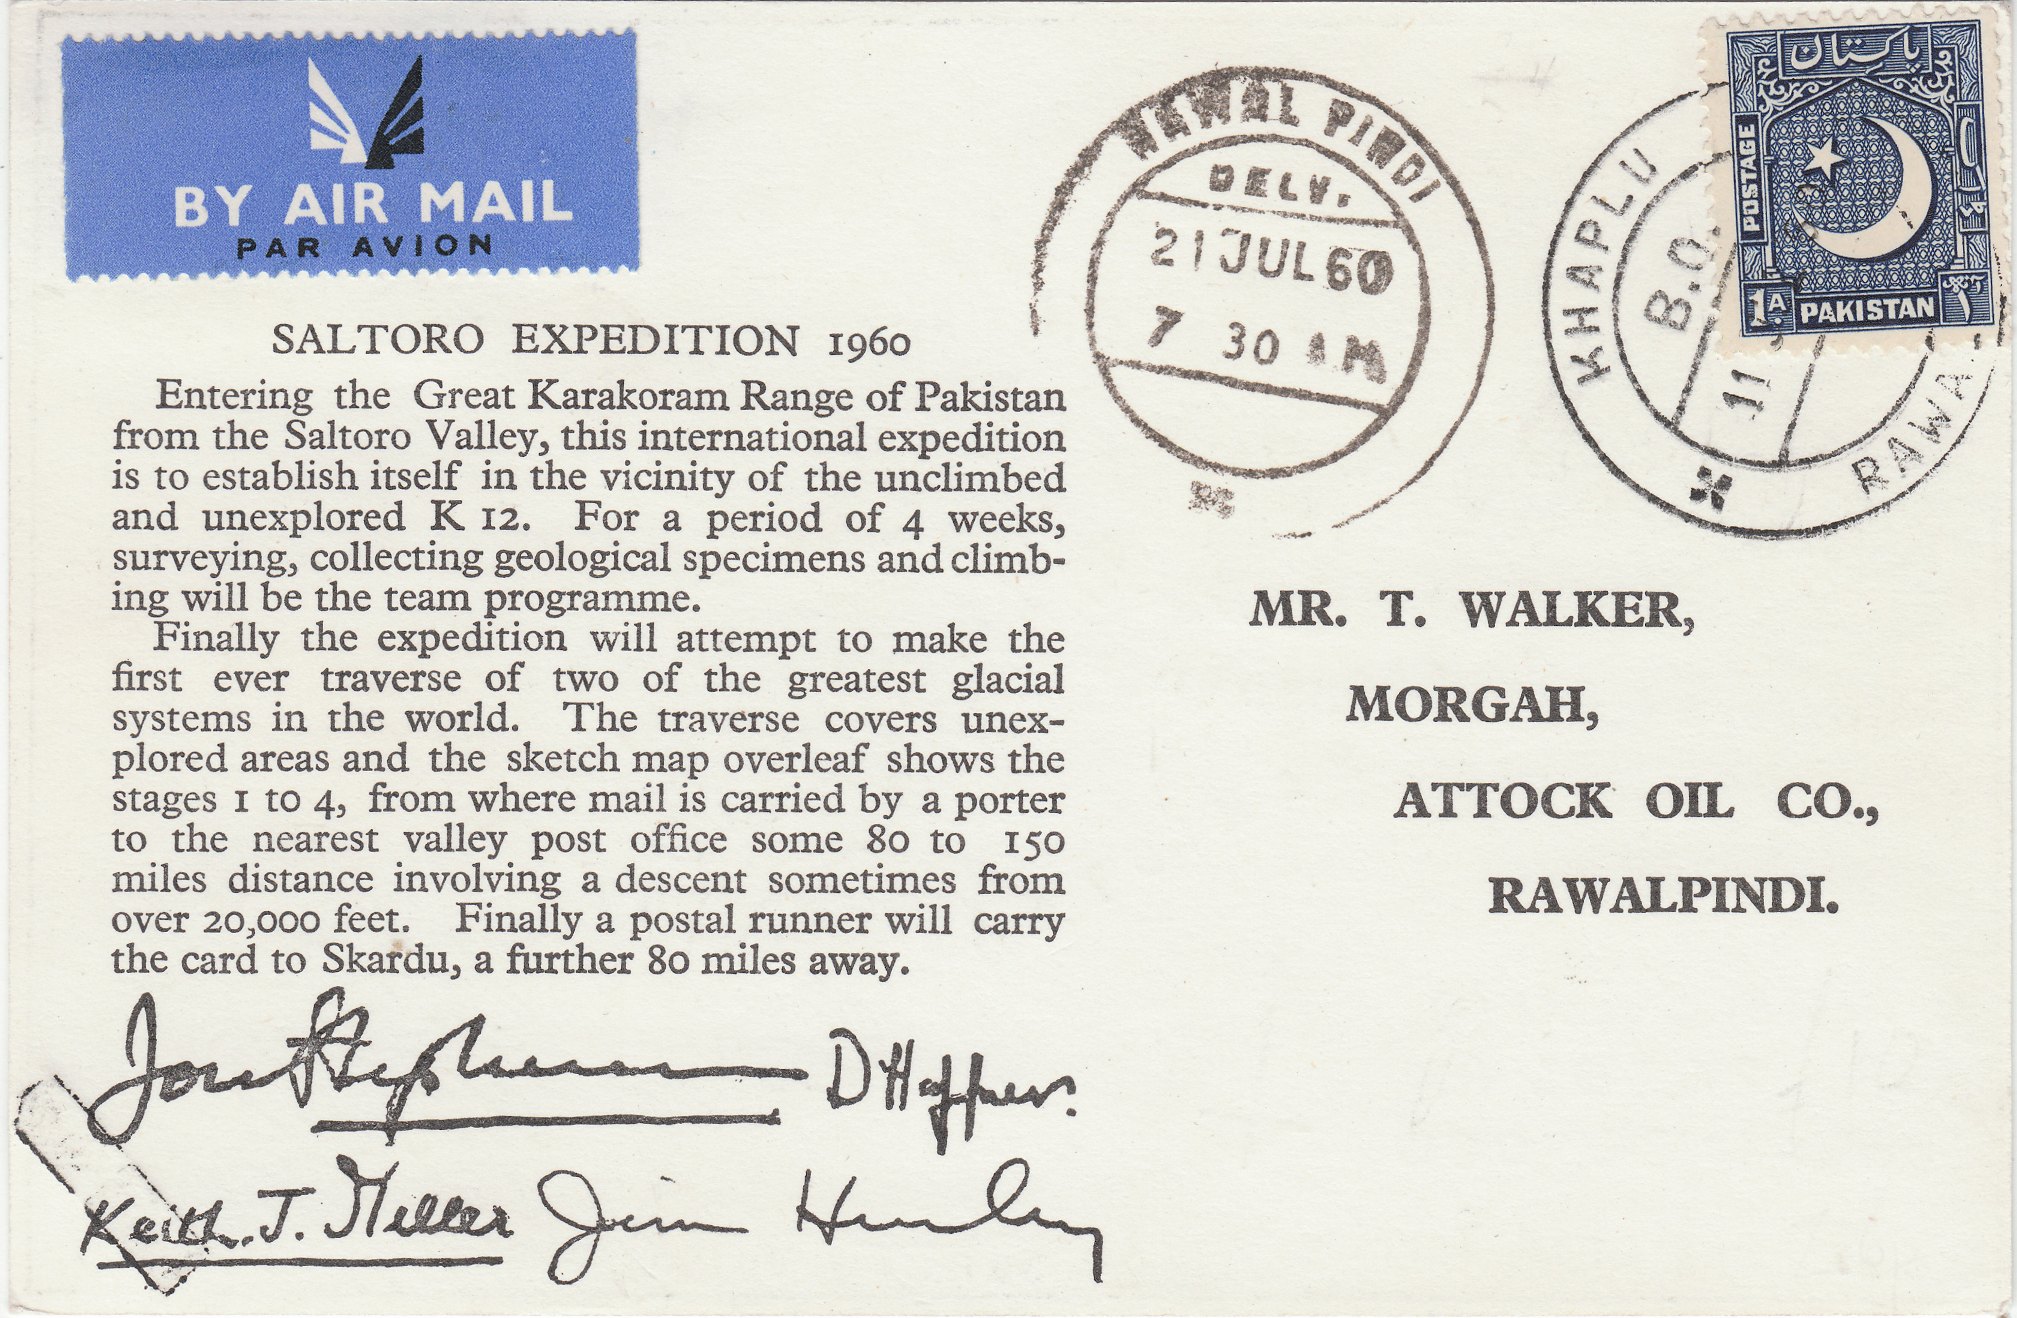 BY AIR MAIL
PAR AVION
RAWAL PINDI
DELV.
21 JUL 60
7 30 AM
KHAPLU
B.O.
11
RAWA
پاکستان
POSTAGE
1 A.
PAKISTAN
SALTORO EXPEDITION 1960
Entering the Great Karakoram Range of Pakistan
from the Saltoro Valley, this international expedition
is to establish itself in the vicinity of the unclimbed
and unexplored K 12. For a period of 4 weeks,
surveying, collecting geological specimens and climb-
ing will be the team programme.
Finally the expedition will attempt to make the
first ever traverse of two of the greatest glacial
systems in the world. The traverse covers unex-
plored areas and the sketch map overleaf shows the
stages 1 to 4, from where mail is carried by a porter
to the nearest valley post office some 80 to 150
miles distance involving a descent sometimes from
over 20,000 feet. Finally a postal runner will carry
the card to Skardu, a further 80 miles away.
MR. T. WALKER,
MORGAH,
ATTOCK OIL CO.,
RAWALPINDI.
D Haffner.
Keith. J. Miller Jim Hurley